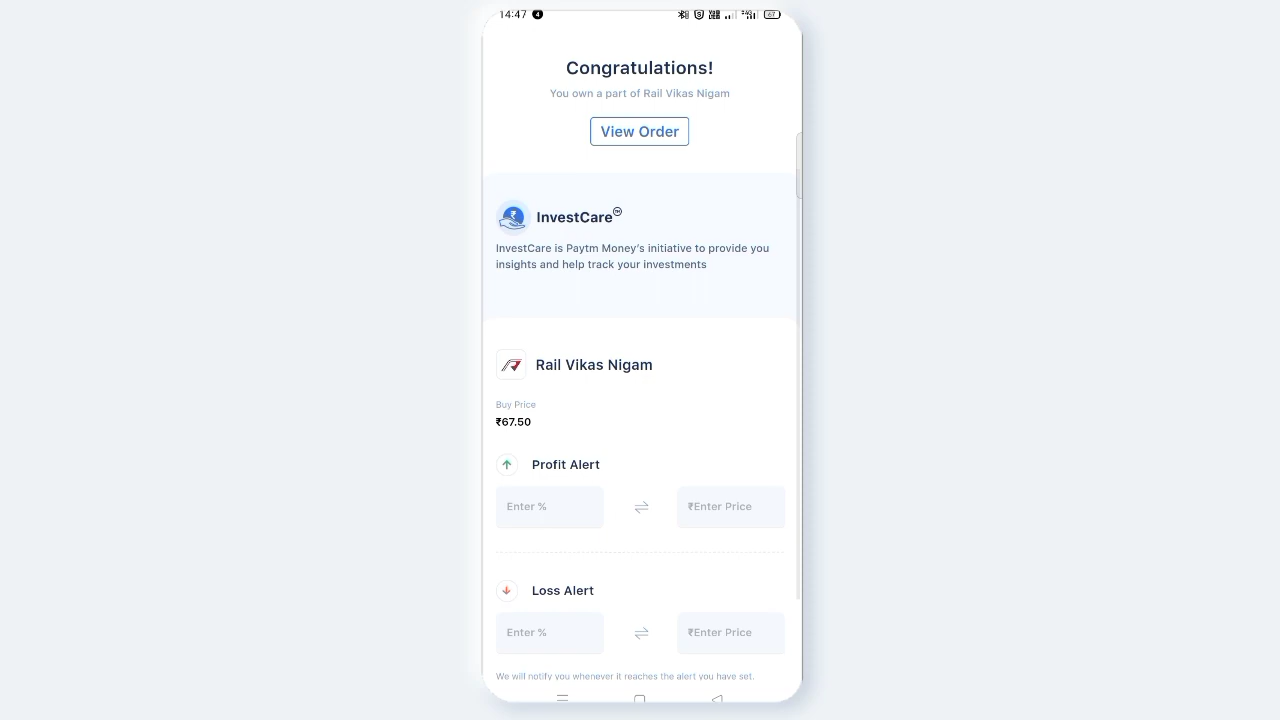 14:47 4
67
Congratulations!
You own a part of Rail Vikas Nigam
View Order
InvestCare
InvestCare is Paytm Money's initiative to provide you
insights and help track your investments
Rail Vikas Nigam
Buy Price
₹67.50
Profit Alert
Enter % ₹Enter Price
Loss Alert
Enter % ₹Enter Price
We will notify you whenever it reaches the alert you have set.